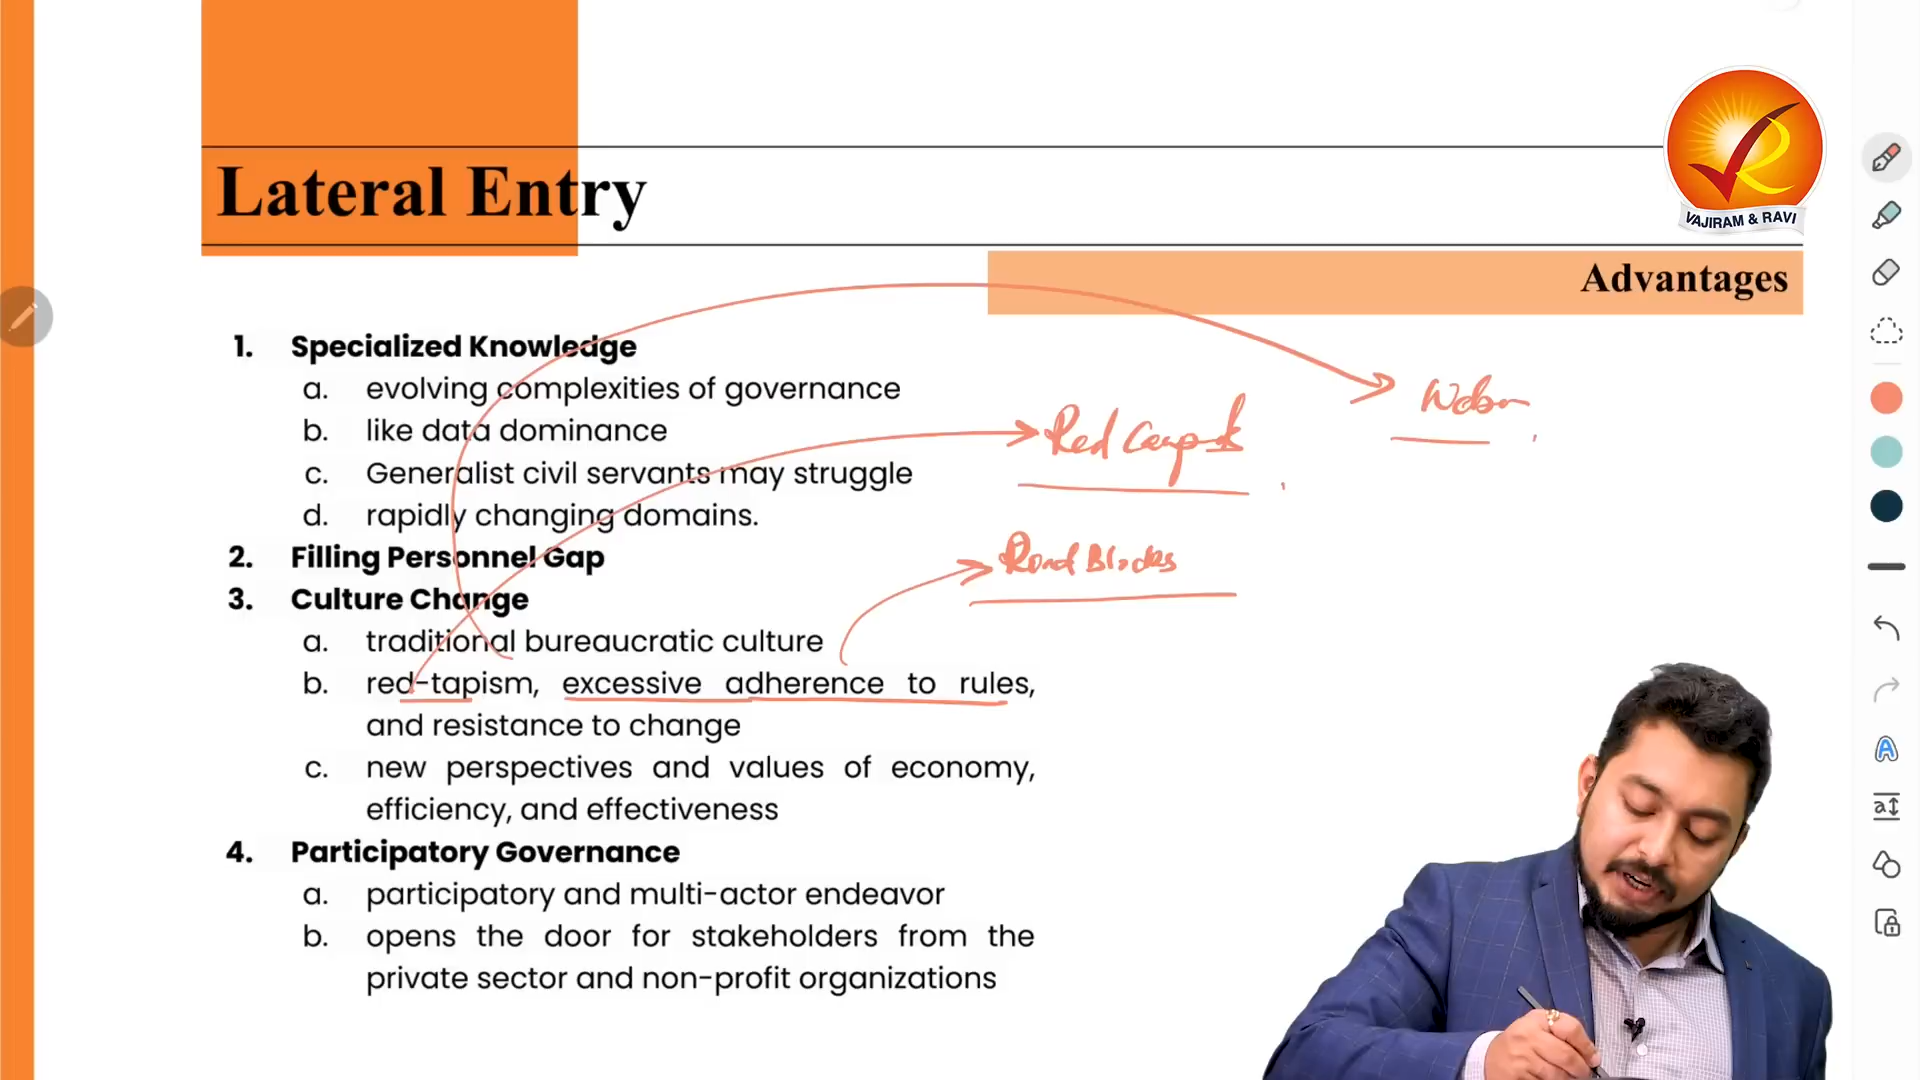 VAJIRAM & RAVI
Lateral Entry
Advantages
1. Specialized Knowledge
a. evolving complexities of governance
b. like data dominance
c. Generalist civil servants may struggle
d. rapidly changing domains.
2. Filling Personnel Gap
3. Culture Change
a. traditional bureaucratic culture
b. red-tapism, excessive adherence to rules,
and resistance to change
c. new perspectives and values of economy,
efficiency, and effectiveness
4. Participatory Governance
a. participatory and multi-actor endeavor
b. opens the door for stakeholders from the
private sector and non-profit organizations
Weber
Red Carpet
Road Blocks